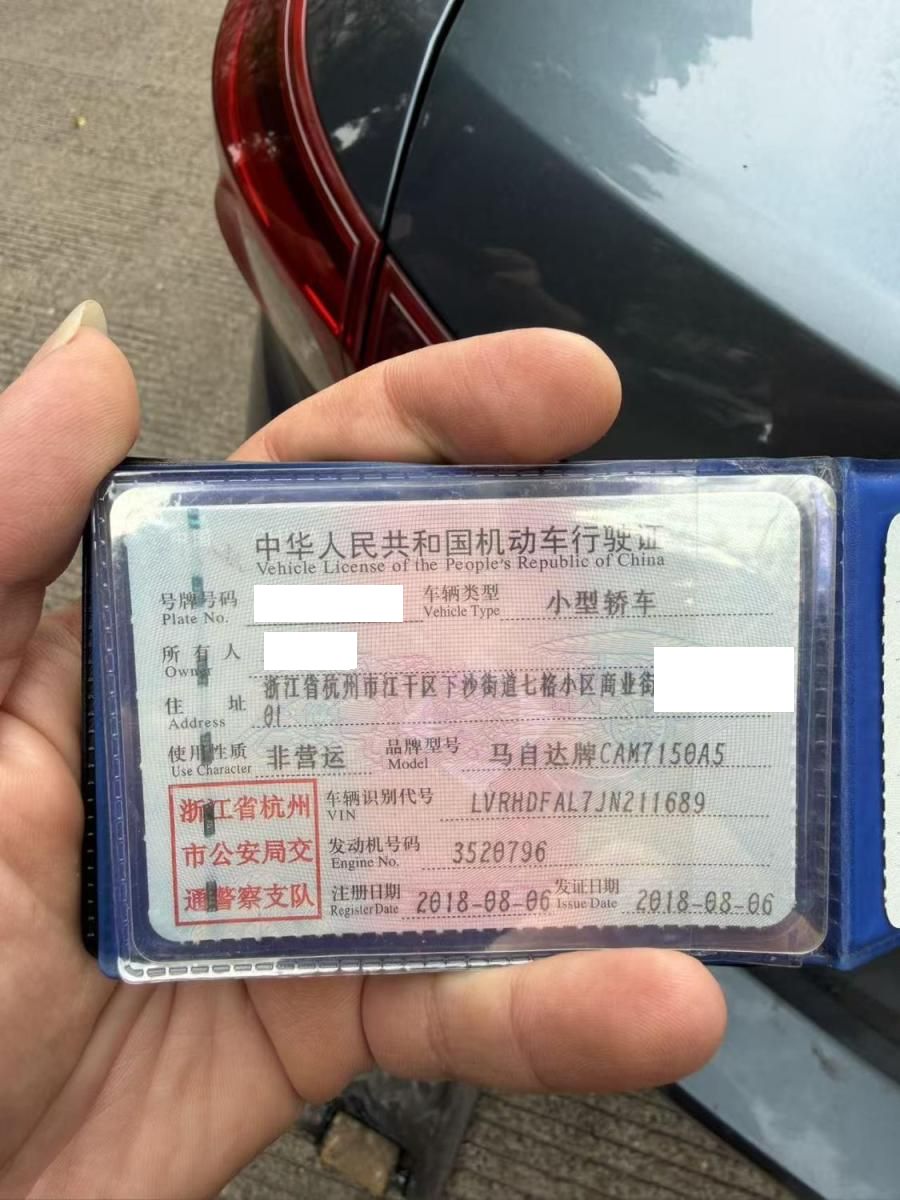 中华人民共和国机动车行驶证
Vehicle License of the People's Republic of China
号牌号码
Plate No.
车辆类型 小型轿车
Vehicle Type
所有人
Owner
住址 浙江省杭州市江干区下沙街道七格小区商业街
Address 01
使用性质 非营运 品牌型号 马自达牌CAM7150A5
Use Character Model
浙江省杭州
市公安局交
通警察支队
车辆识别代号 LVRHDFAL7JN211689
VIN
发动机号码 3520796
Engine No.
注册日期 2018-08-06 发证日期 2018-08-06
Register Date Issue Date